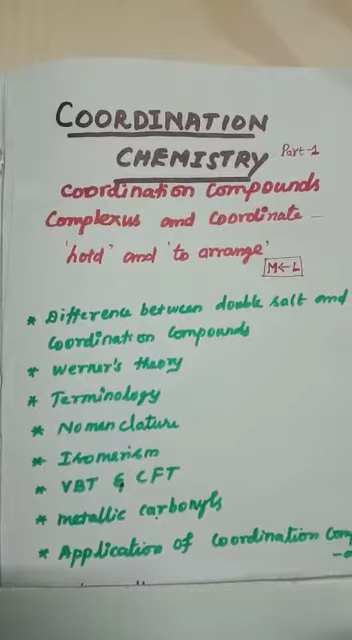 COORDINATION
CHEMISTRY Part-1
Coordination Compounds
Complexus and Coordinate –
'hold' and 'to arrange'
M←L
* Difference between double salt and
Coordination Compounds
* Werner's theory
* Terminology
* Nomenclature
* Isomerism
* VBT & CFT
* metallic carbonyls
* Application of Coordination Com